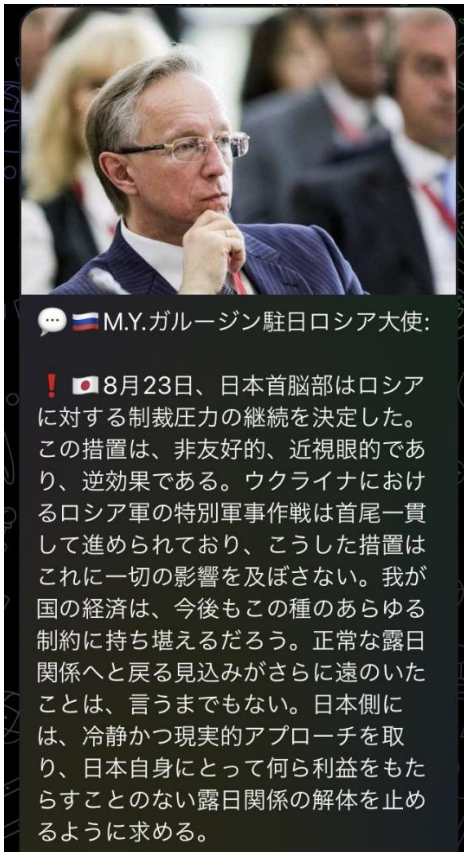 💬🇷🇺M.Y.ガルージン駐日ロシア大使:
❗️🇯🇵8月23日、日本首脳部はロシア
に対する制裁圧力の継続を決定した。
この措置は、非友好的、近視眼的であ
り、逆効果である。ウクライナにおけ
るロシア軍の特別軍事作戦は首尾一貫
して進められており、こうした措置は
これに一切の影響を及ぼさない。我が
国の経済は、今後もこの種のあらゆる
制約に持ち堪えるだろう。正常な露日
関係へと戻る見込みがさらに遠のいた
ことは、言うまでもない。日本側に
は、冷静かつ現実的アプローチを取
り、日本自身にとって何ら利益をもた
らすことのない露日関係の解体を止め
るように求める。